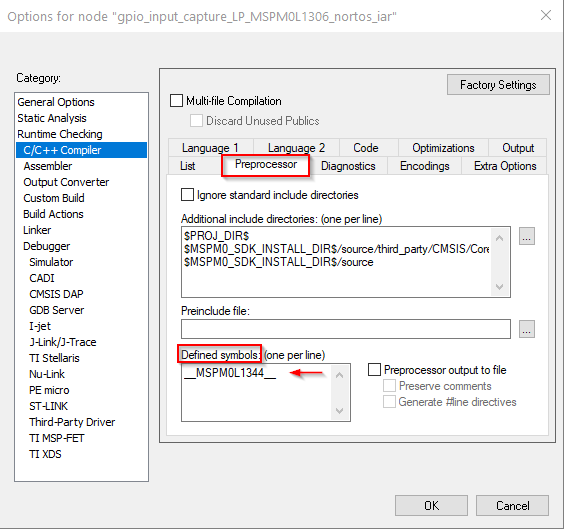 Options for node "gpio_input_capture_LP_MSPM0L1306_nortos_iar"
Category:
General Options
Static Analysis
Runtime Checking
C/C++ Compiler
Assembler
Output Converter
Custom Build
Build Actions
Linker
Debugger
Simulator
CADI
CMSIS DAP
GDB Server
I-jet
J-Link/J-Trace
TI Stellaris
Nu-Link
PE micro
ST-LINK
Third-Party Driver
TI MSP-FET
TI XDS
Factory Settings
Multi-file Compilation
Discard Unused Publics
Language 1 Language 2 Code Optimizations Output
List Preprocessor Diagnostics Encodings Extra Options
Ignore standard include directories
Additional include directories: (one per line)
$PROJ_DIR$
$MSPM0_SDK_INSTALL_DIR$/source/third_party/CMSIS/Core
$MSPM0_SDK_INSTALL_DIR$/source
...
Preinclude file:
...
Defined symbols: (one per line)
__MSPM0L1344__
Preprocessor output to file
Preserve comments
Generate #line directives
OK Cancel